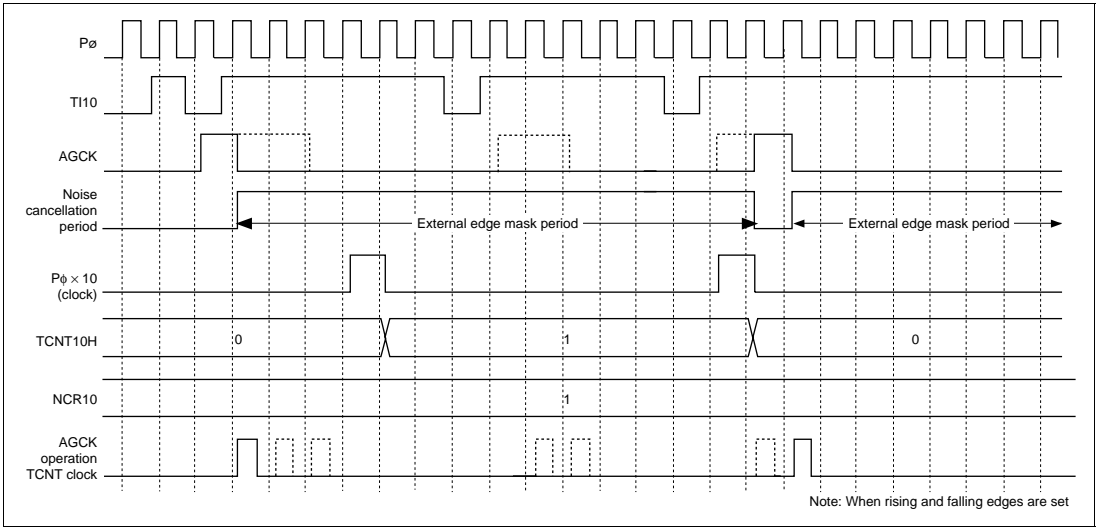 Pø
TI10
AGCK
Noise
cancellation
period
External edge mask period
External edge mask period
Pϕ × 10
(clock)
TCNT10H
0
1
0
NCR10
1
AGCK
operation
TCNT clock
Note: When rising and falling edges are set